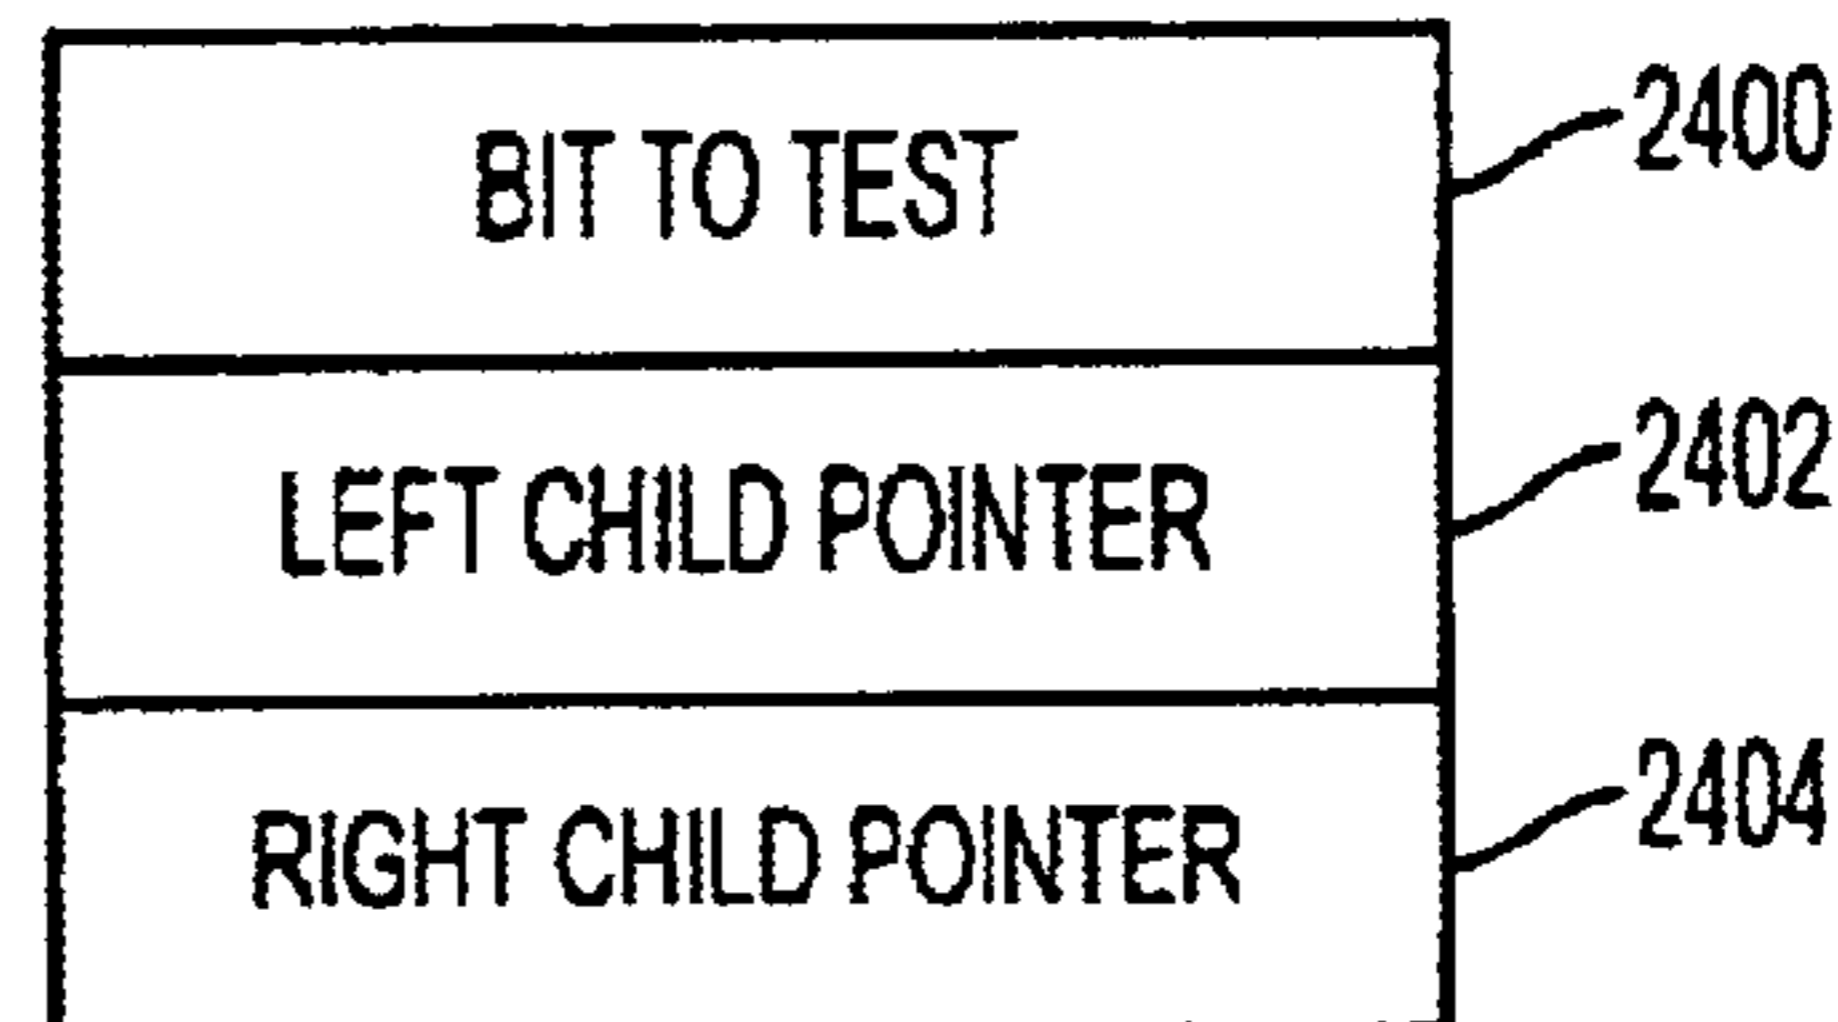 BIT TO TEST 2400
LEFT CHILD POINTER 2402
RIGHT CHILD POINTER 2404